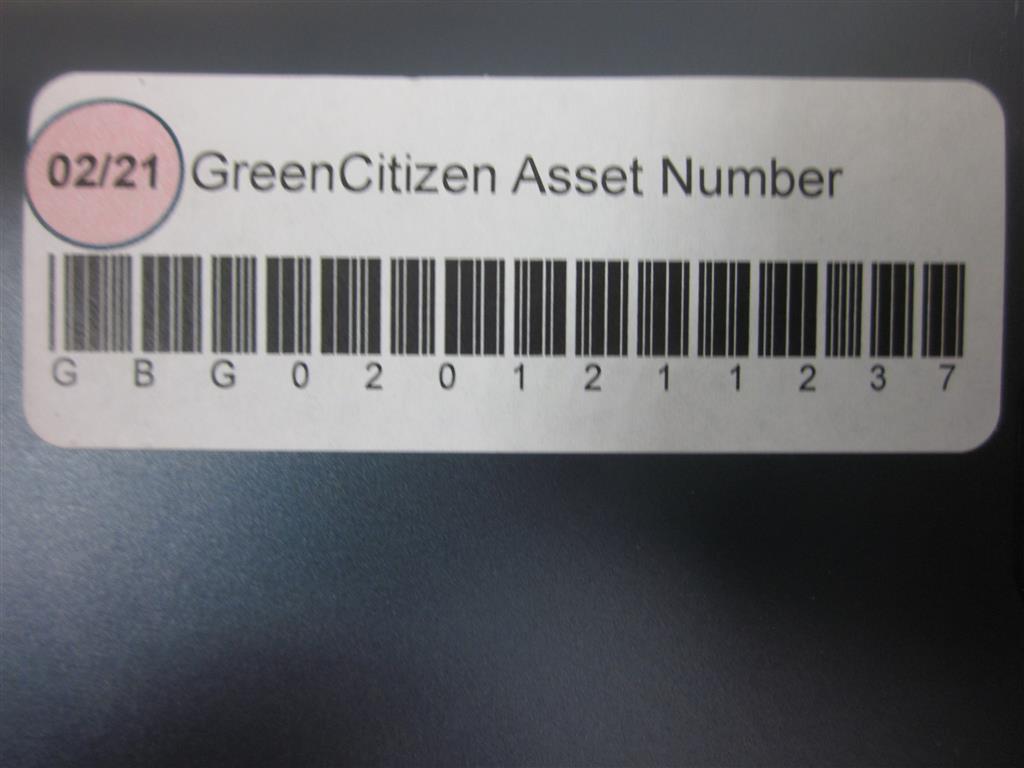 02/21 GreenCitizen Asset Number
G B G 0 2 0 1 2 1 1 2 3 7